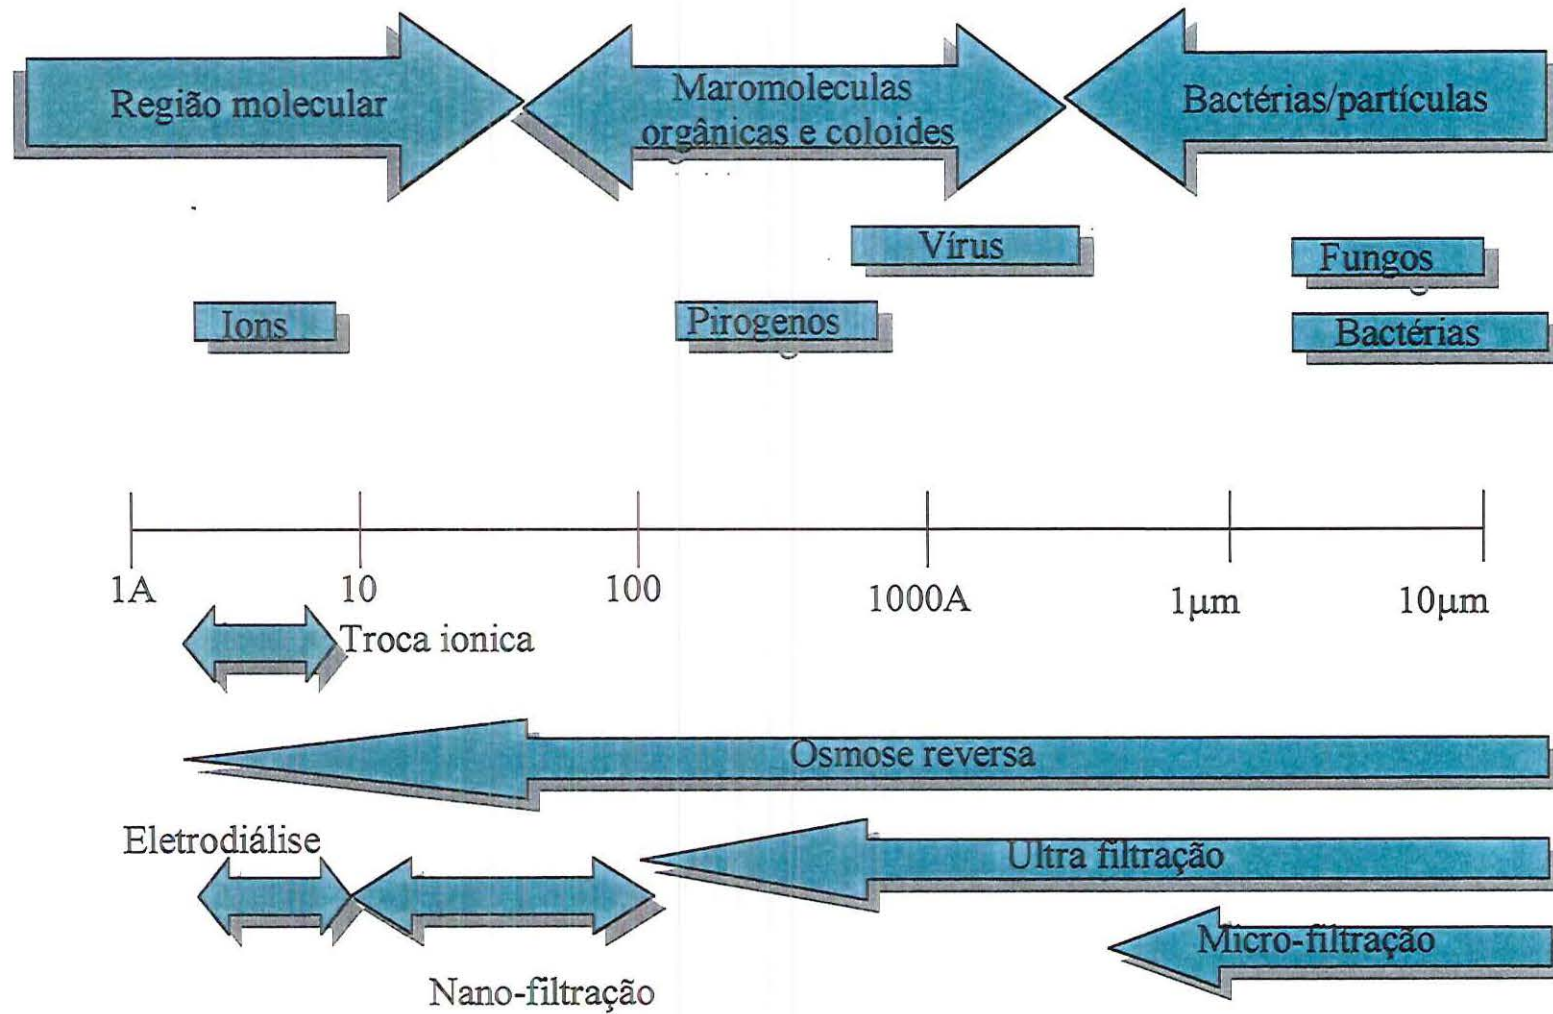 Região molecular
Maromoleculas
orgânicas e coloides
Bactérias/partículas
Vírus
Fungos
Ions
Pirogenos
Bactérias
1A
10
100
1000A
1μm
10μm
Troca ionica
Osmose reversa
Eletrodiálise
Ultra filtração
Micro-filtração
Nano-filtração